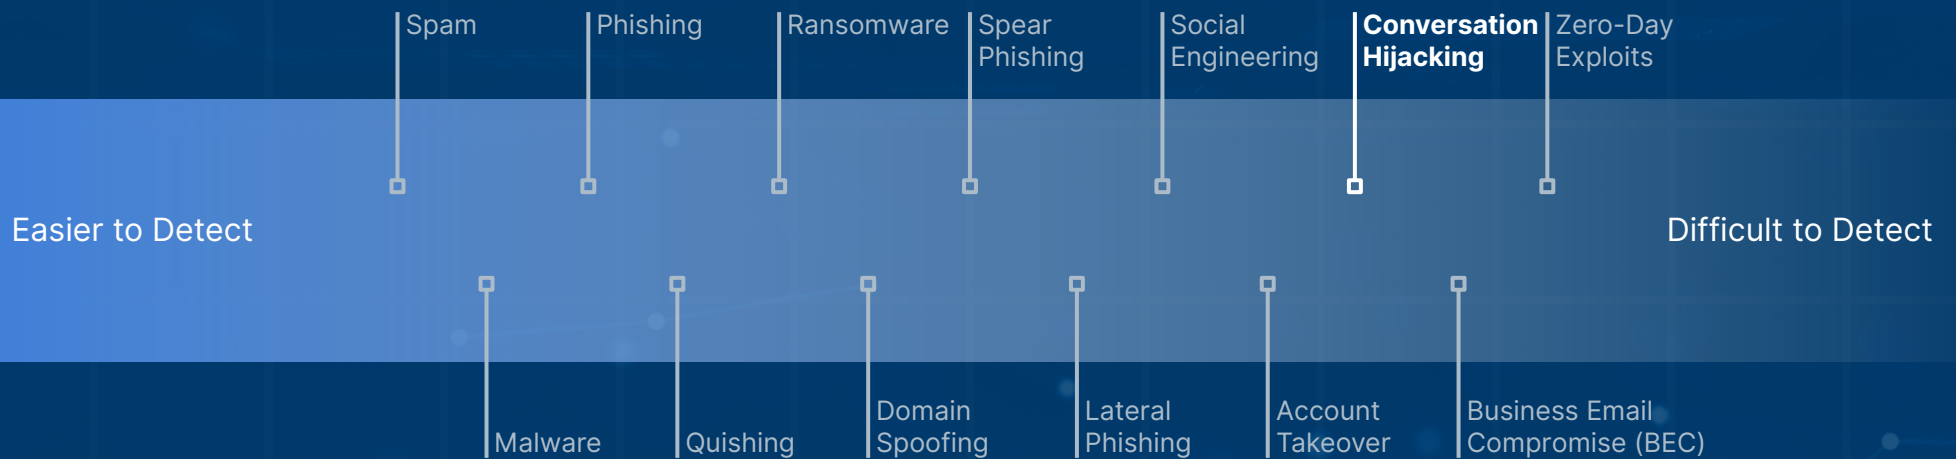 Spam
Phishing
Ransomware
Spear
Phishing
Social
Engineering
Conversation
Hijacking
Zero-Day
Exploits
Easier to Detect
Difficult to Detect
Malware
Quishing
Domain
Spoofing
Lateral
Phishing
Account
Takeover
Business Email
Compromise (BEC)